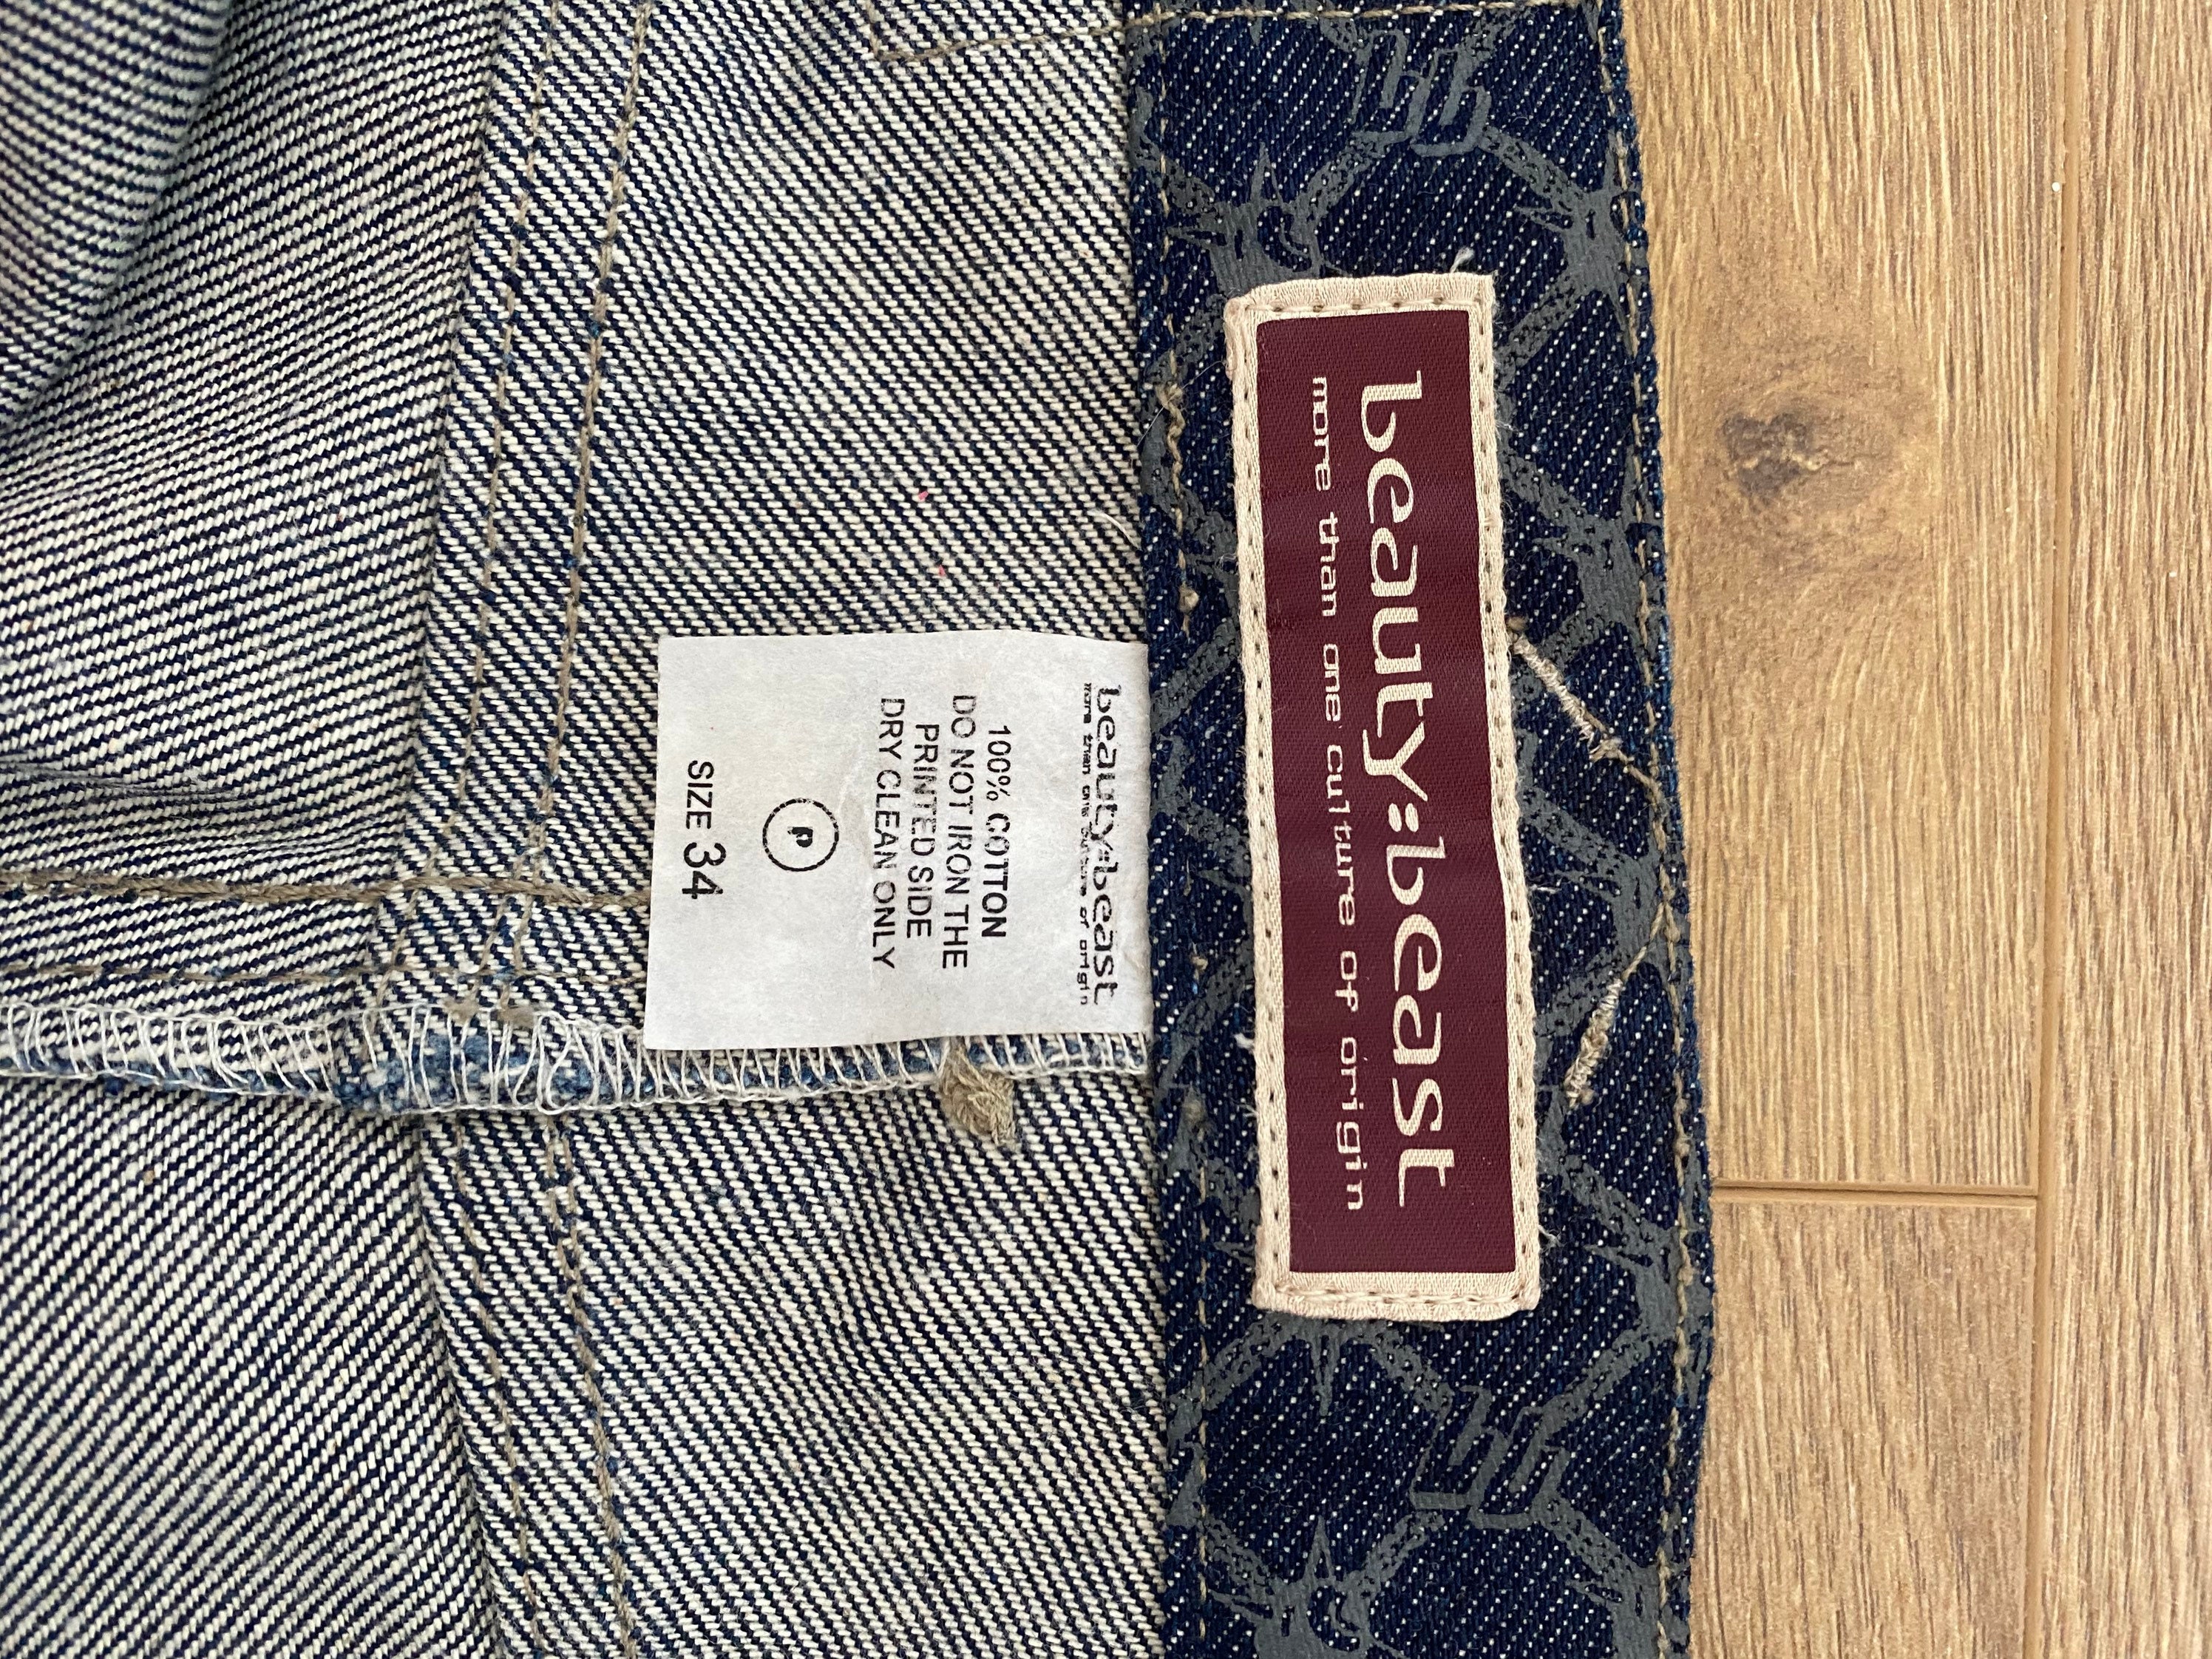 beauty:beast
more than one culture of origin
beauty:beast
more than one culture of origin
100% COTTON
DO NOT IRON THE
PRINTED SIDE
DRY CLEAN ONLY
P
SIZE 34